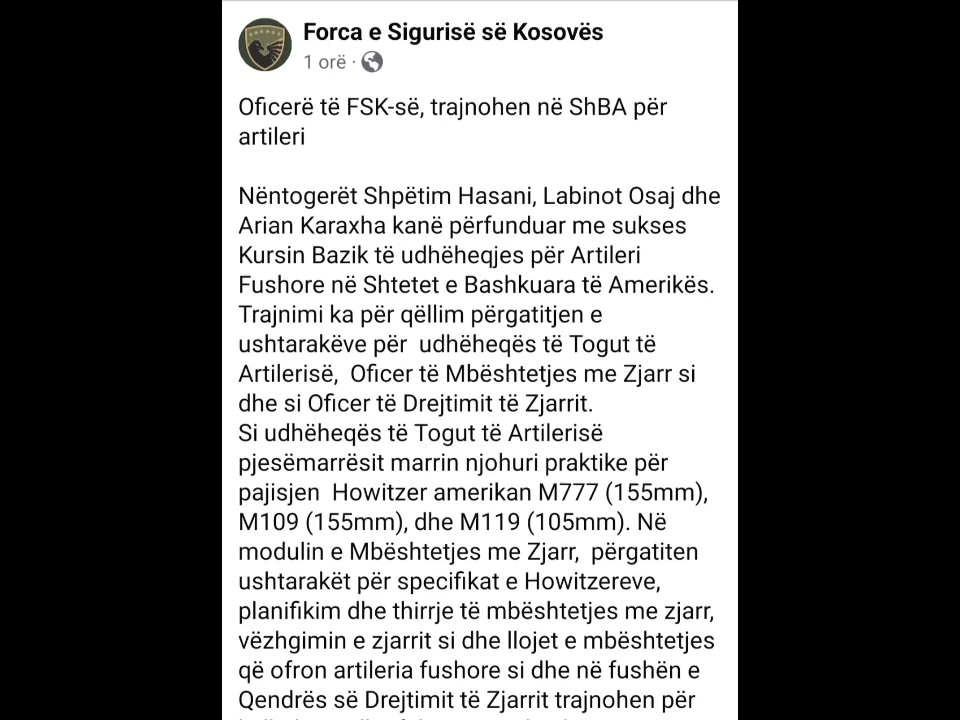 Forca e Sigurisë së Kosovës
1 orë ·
Oficerë të FSK-së, trajnohen në ShBA për
artileri
Nëntogerët Shpëtim Hasani, Labinot Osaj dhe
Arian Karaxha kanë përfunduar me sukses
Kursin Bazik të udhëheqjes për Artileri
Fushore në Shtetet e Bashkuara të Amerikës.
Trajnimi ka për qëllim përgatitjen e
ushtarakëve për  udhëheqës të Togut të
Artilerisë,  Oficer të Mbështetjes me Zjarr si
dhe si Oficer të Drejtimit të Zjarrit.
Si udhëheqës të Togut të Artilerisë
pjesëmarrësit marrin njohuri praktike për
pajisjen  Howitzer amerikan M777 (155mm),
M109 (155mm), dhe M119 (105mm). Në
modulin e Mbështetjes me Zjarr,  përgatiten
ushtarakët për specifikat e Howitzereve,
planifikim dhe thirrje të mbështetjes me zjarr,
vëzhgimin e zjarrit si dhe llojet e mbështetjes
që ofron artileria fushore si dhe në fushën e
Qendrës së Drejtimit të Zjarrit trajnohen për